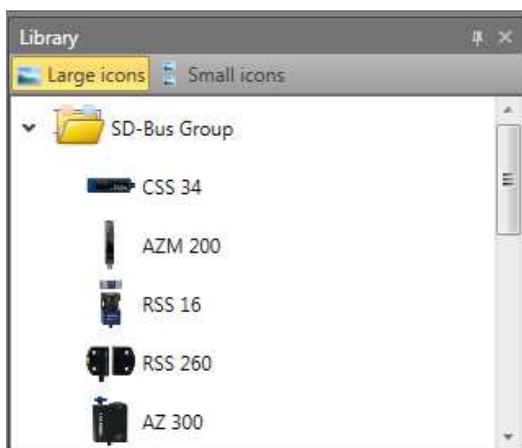 Library
Large icons Small icons
SD-Bus Group
CSS 34
AZM 200
RSS 16
RSS 260
AZ 300